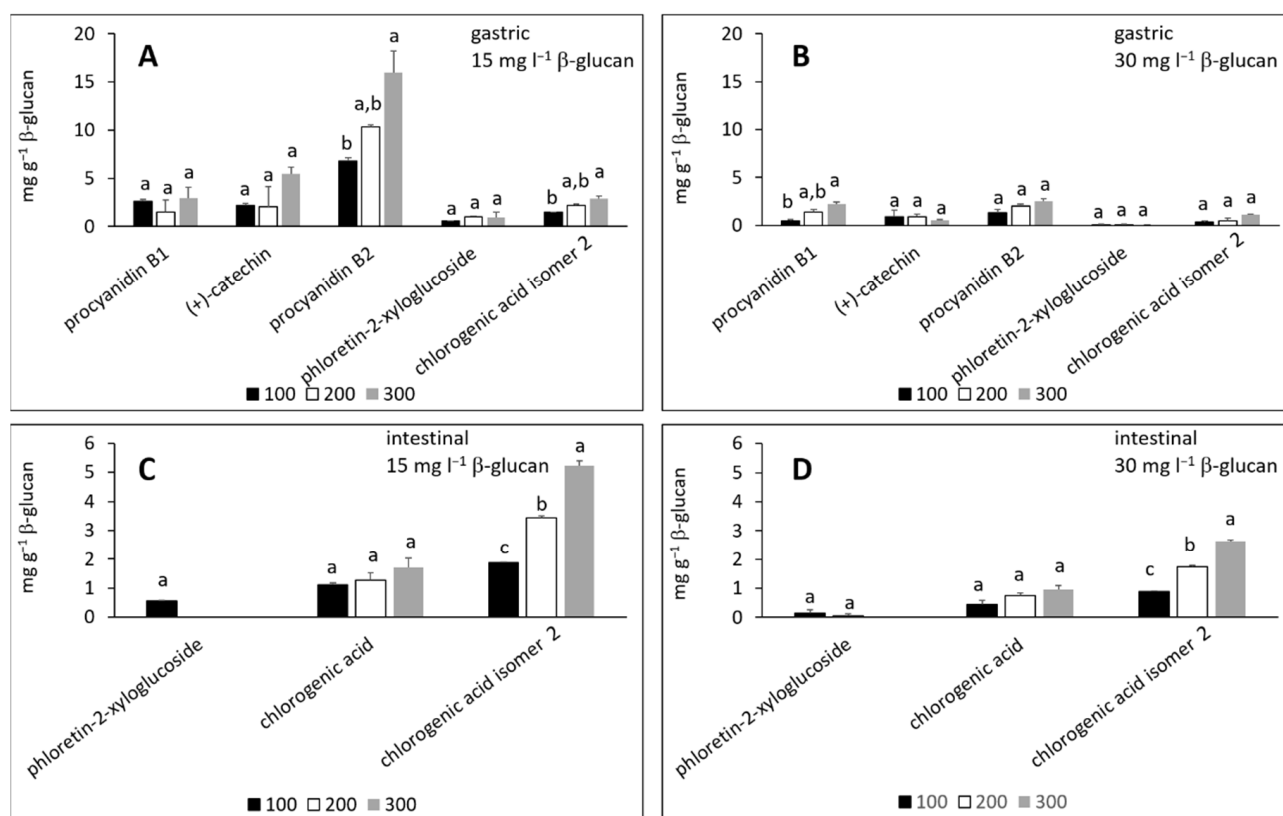 A
gastric
15 mg l⁻¹ β-glucan
mg g⁻¹ β-glucan
20
15
10
5
0
a a a
a a a
b a,b a
a a a
b a,b a
procyanidin B1
(+)-catechin
procyanidin B2
phloretin-2-xyloglucoside
chlorogenic acid isomer 2
100 200 300
B
gastric
30 mg l⁻¹ β-glucan
mg g⁻¹ β-glucan
20
15
10
5
0
b a,b a
a a a
a a a
a a a
a a a
procyanidin B1
(+)-catechin
procyanidin B2
phloretin-2-xyloglucoside
chlorogenic acid isomer 2
100 200 300
C
intestinal
15 mg l⁻¹ β-glucan
mg g⁻¹ β-glucan
6
5
4
3
2
1
0
a
a a a
c b a
phloretin-2-xyloglucoside
chlorogenic acid
chlorogenic acid isomer 2
100 200 300
D
intestinal
30 mg l⁻¹ β-glucan
mg g⁻¹ β-glucan
6
5
4
3
2
1
0
a a
a a a
c b a
phloretin-2-xyloglucoside
chlorogenic acid
chlorogenic acid isomer 2
100 200 300